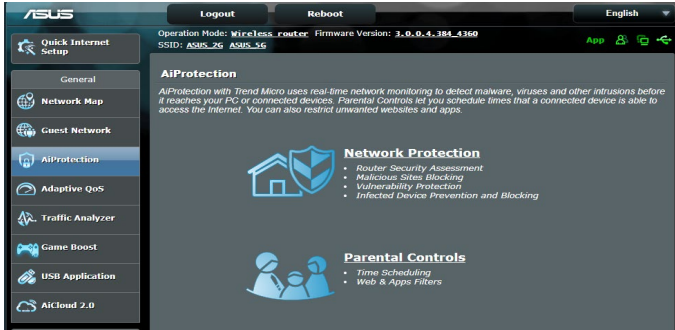 ASUS
Logout
Reboot
English
Quick Internet
Setup
Operation Mode: Wireless router Firmware Version: 3.0.0.4.384_4360
SSID: ASUS_2G ASUS_5G
App
General
Network Map
Guest Network
AiProtection
Adaptive QoS
Traffic Analyzer
Game Boost
USB Application
AiCloud 2.0
AiProtection
AiProtection with Trend Micro uses real-time network monitoring to detect malware, viruses and other intrusions before
it reaches your PC or connected devices. Parental Controls let you schedule times that a connected device is able to
access the Internet. You can also restrict unwanted websites and apps.
Network Protection
• Router Security Assessment
• Malicious Sites Blocking
• Vulnerability Protection
• Infected Device Prevention and Blocking
Parental Controls
• Time Scheduling
• Web & Apps Filters